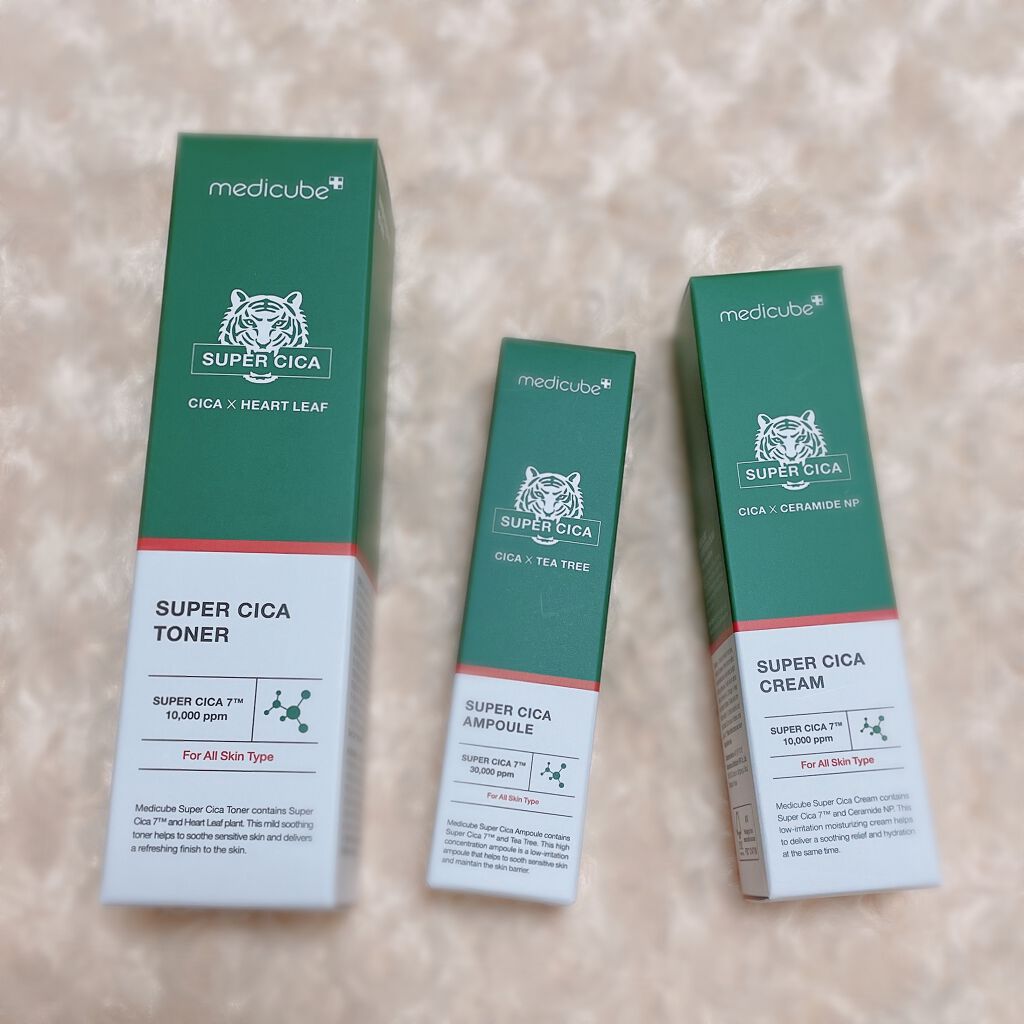 medicube
SUPER CICA
CICA X HEART LEAF
SUPER CICA
TONER
SUPER CICA 7™
10,000 ppm
For All Skin Type
Medicube Super Cica Toner contains Super
Cica 7™ and Heart Leaf plant. This mild soothing
toner helps to soothe sensitive skin and delivers
a refreshing finish to the skin.
medicube
SUPER CICA
CICA X TEA TREE
SUPER CICA
AMPOULE
SUPER CICA 7™
30,000 ppm
For All Skin Type
Medicube Super Cica Ampoule contains
Super Cica 7™ and Tea Tree. This high
concentration ampoule is a low-irritation
ampoule that helps to sooth sensitive skin
and maintain the skin barrier.
medicube
SUPER CICA
CICA X CERAMIDE NP
SUPER CICA
CREAM
SUPER CICA 7™
10,000 ppm
For All Skin Type
Medicube Super Cica Cream contains
Super Cica 7™ and Ceramide NP. This
low-irritation moisturizing cream helps
to deliver a soothing relief and hydration
at the same time.